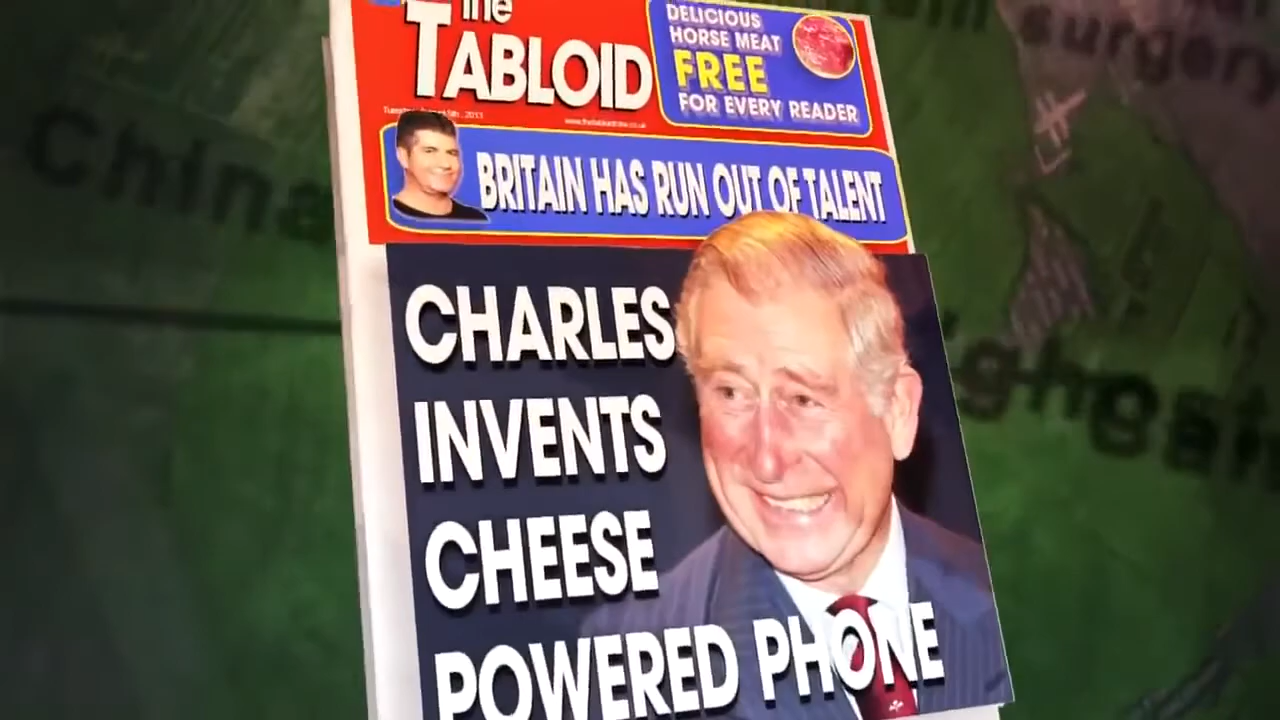 the
TABLOID
DELICIOUS
HORSE MEAT
FREE
FOR EVERY READER
BRITAIN HAS RUN OUT OF TALENT
CHARLES
INVENTS
CHEESE
POWERED PHONE
China
surgery